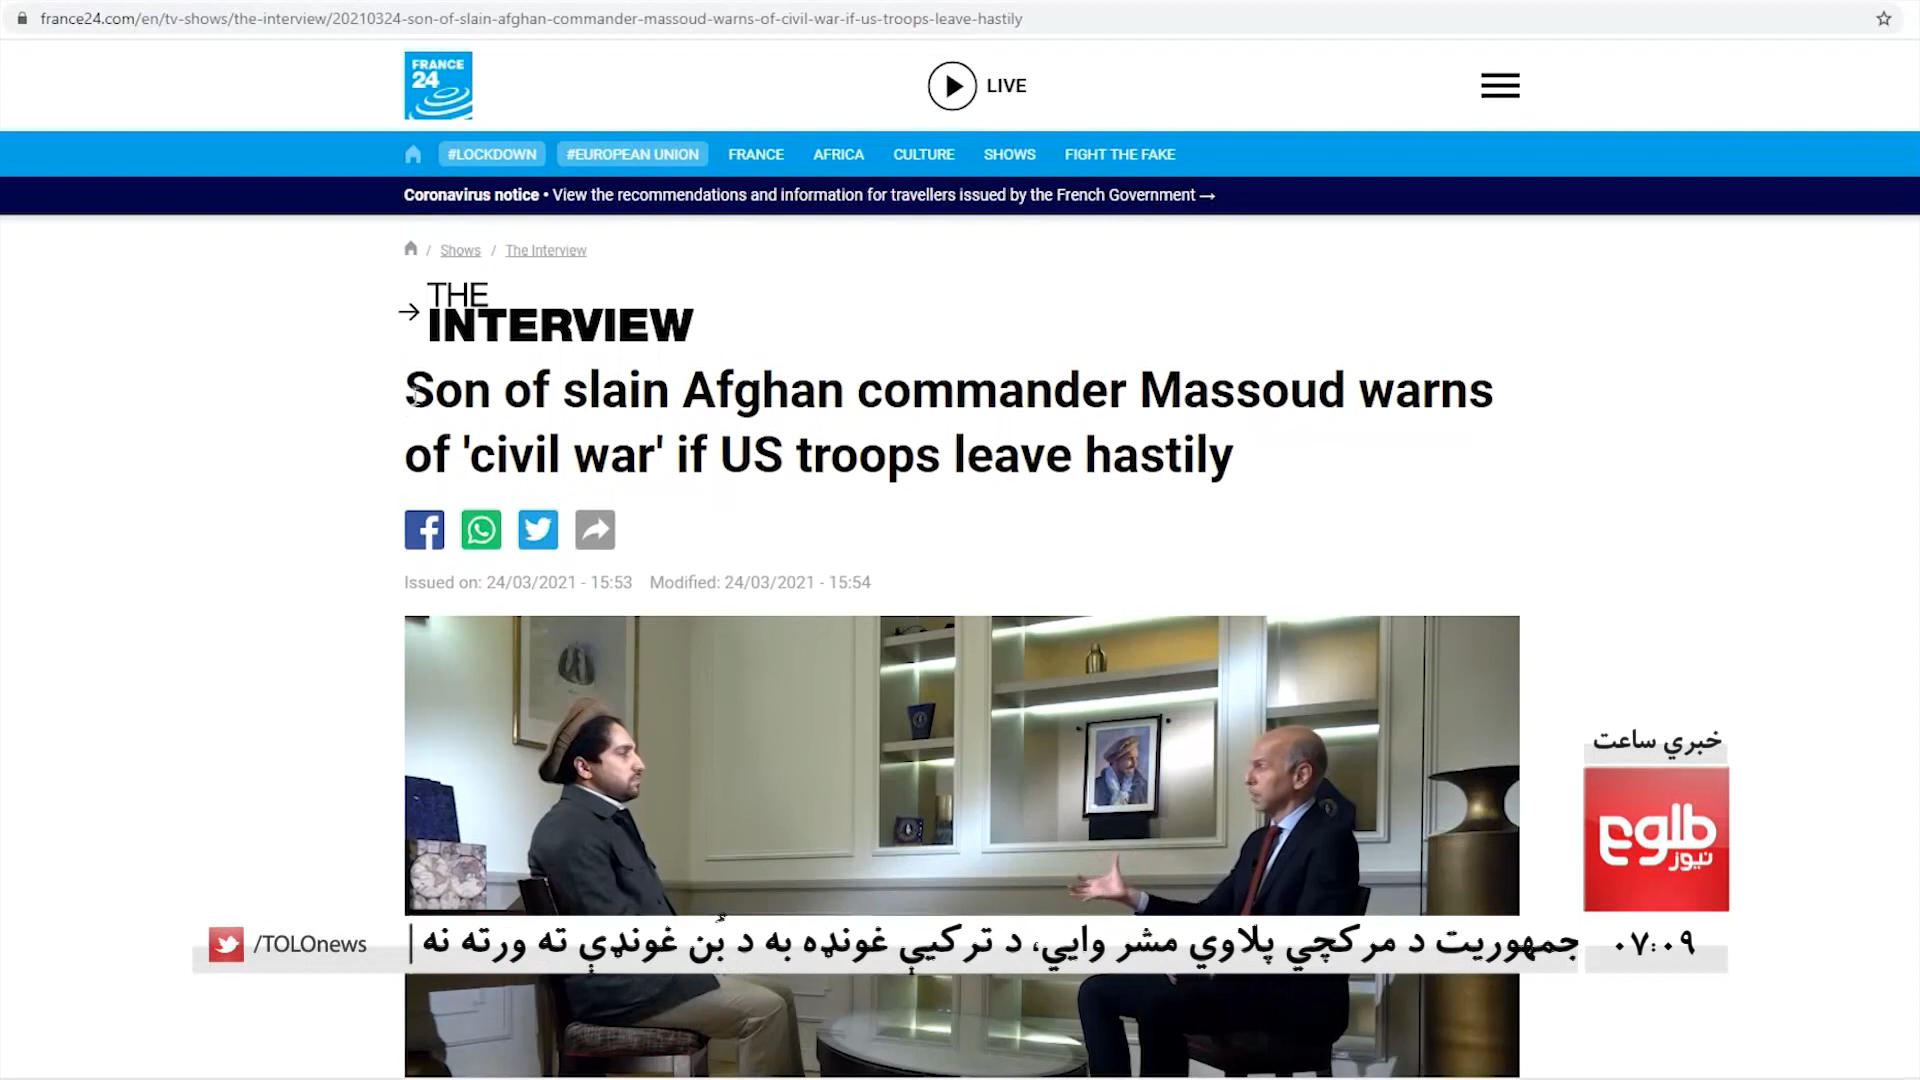 france24.com/en/tv-shows/the-interview/20210324-son-of-slain-afghan-commander-massoud-warns-of-civil-war-if-us-troops-leave-hastily
FRANCE
24
LIVE
#LOCKDOWN #EUROPEAN UNION FRANCE AFRICA CULTURE SHOWS FIGHT THE FAKE
Coronavirus notice • View the recommendations and information for travellers issued by the French Government →
/ Shows / The Interview
→ THE
INTERVIEW
Son of slain Afghan commander Massoud warns
of 'civil war' if US troops leave hastily
Issued on: 24/03/2021 - 15:53 Modified: 24/03/2021 - 15:54
خبري ساعت
طلوع
نیوز
/TOLOnews
جمهوریت د مرکچي پلاوي مشر وايي، د ترکیې غونډه به د بُن غونډې ته ورته نه
۰۷:۰۹